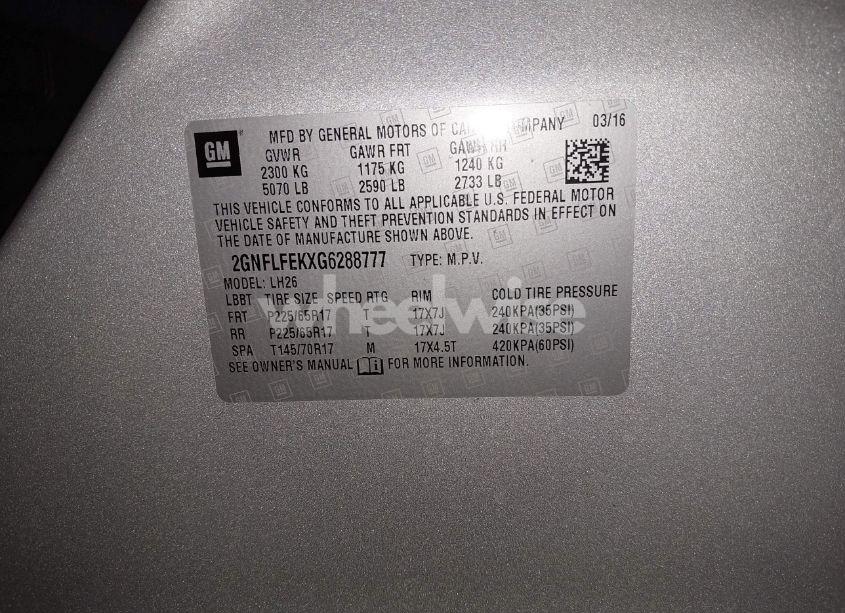 GM
MFD BY GENERAL MOTORS OF 03/16
GVWR GAWR FRT
2300 KG 1175 KG 1240 KG
5070 LB 2590 LB 2733 LB
THIS VEHICLE CONFORMS TO ALL APPLICABLE U.S. FEDERAL MOTOR
VEHICLE SAFETY AND THEFT PREVENTION STANDARDS IN EFFECT ON
THE DATE OF MANUFACTURE SHOWN ABOVE.
2GNFLFEKXG6288777 TYPE: M.P.V.
MODEL: LH26
LBBT TIRE SIZE SPEED RTG RIM COLD TIRE PRESSURE
FRT P225/65R17 T 17X7J 240KPA(35PSI)
RR P225/65R17 T 17X7J 240KPA(35PSI)
SPA T145/70R17 M 17X4.5T 420KPA(60PSI)
SEE OWNER'S MANUAL FOR MORE INFORMATION.
wheelwise